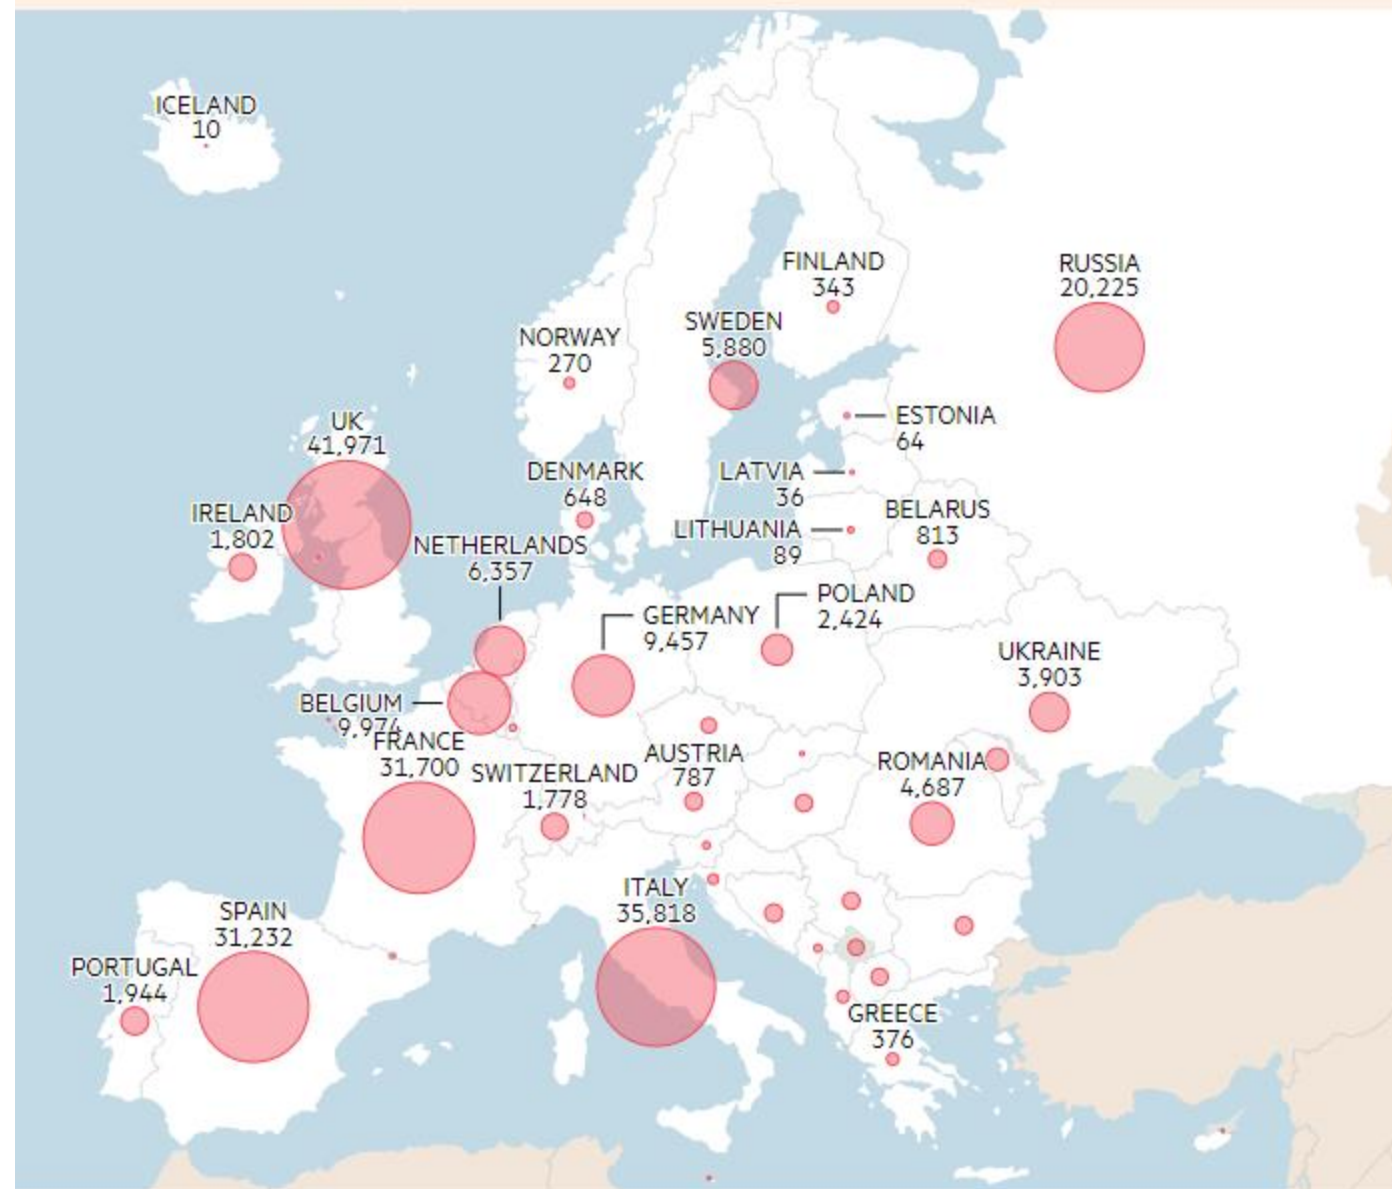 ICELAND
10
FINLAND
343
RUSSIA
20,225
SWEDEN
5,880
NORWAY
270
UK
41,971
ESTONIA
64
DENMARK
648
LATVIA
36
IRELAND
1,802
BELARUS
813
LITHUANIA
89
NETHERLANDS
6,357
POLAND
2,424
GERMANY
9,457
UKRAINE
3,903
BELGIUM
9,974
FRANCE
31,700
AUSTRIA
787
SWITZERLAND
1,778
ROMANIA
4,687
ITALY
35,818
SPAIN
31,232
PORTUGAL
1,944
GREECE
376